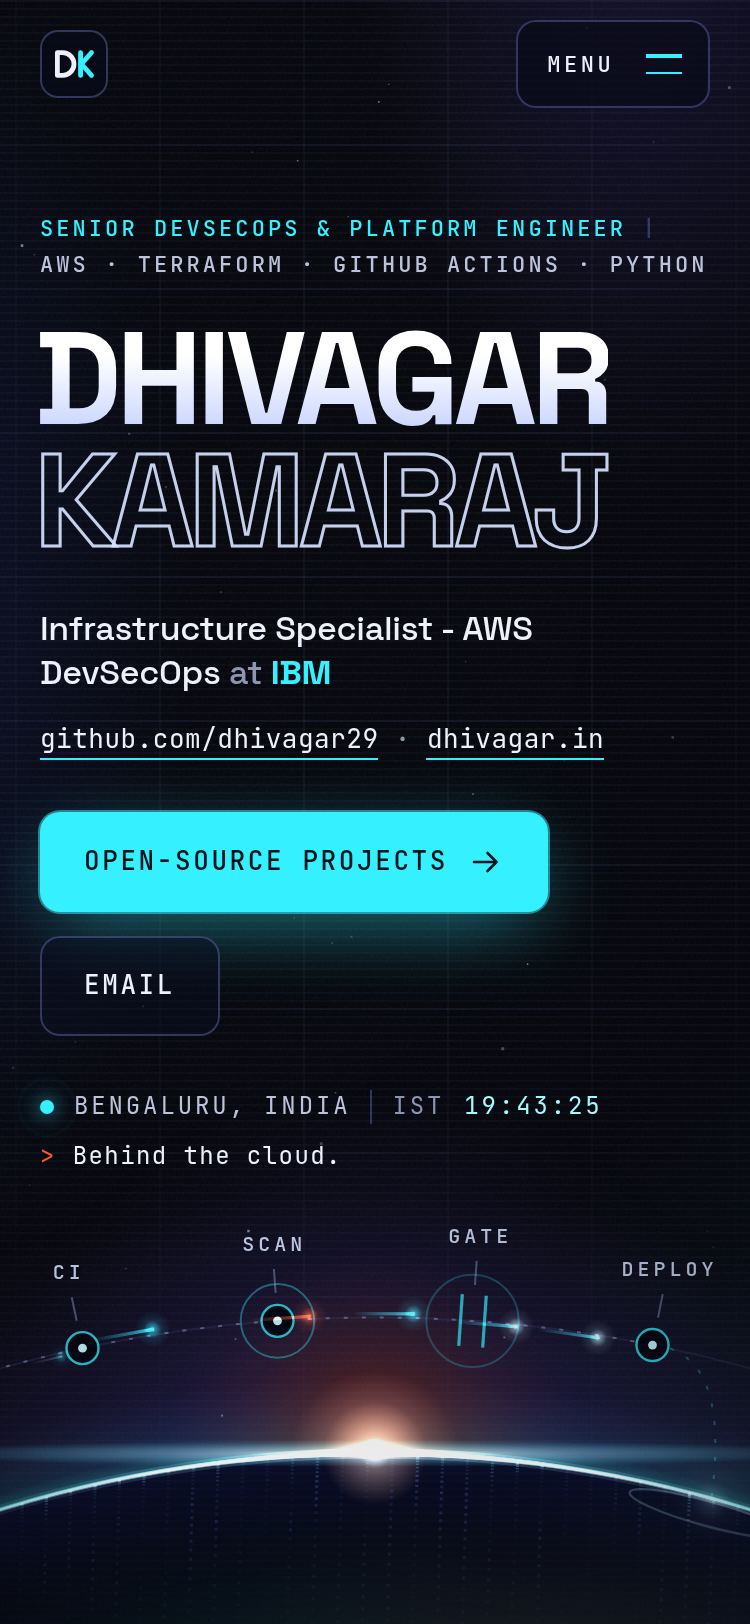 DK
MENU
SENIOR DEVSECOPS & PLATFORM ENGINEER |
AWS · TERRAFORM · GITHUB ACTIONS · PYTHON
DHIVAGAR
KAMARAJ
Infrastructure Specialist - AWS
DevSecOps at IBM
github.com/dhivagar29 · dhivagar.in
OPEN-SOURCE PROJECTS →
EMAIL
BENGALURU, INDIA | IST 19:43:25
> Behind the cloud.
CI
SCAN
GATE
DEPLOY